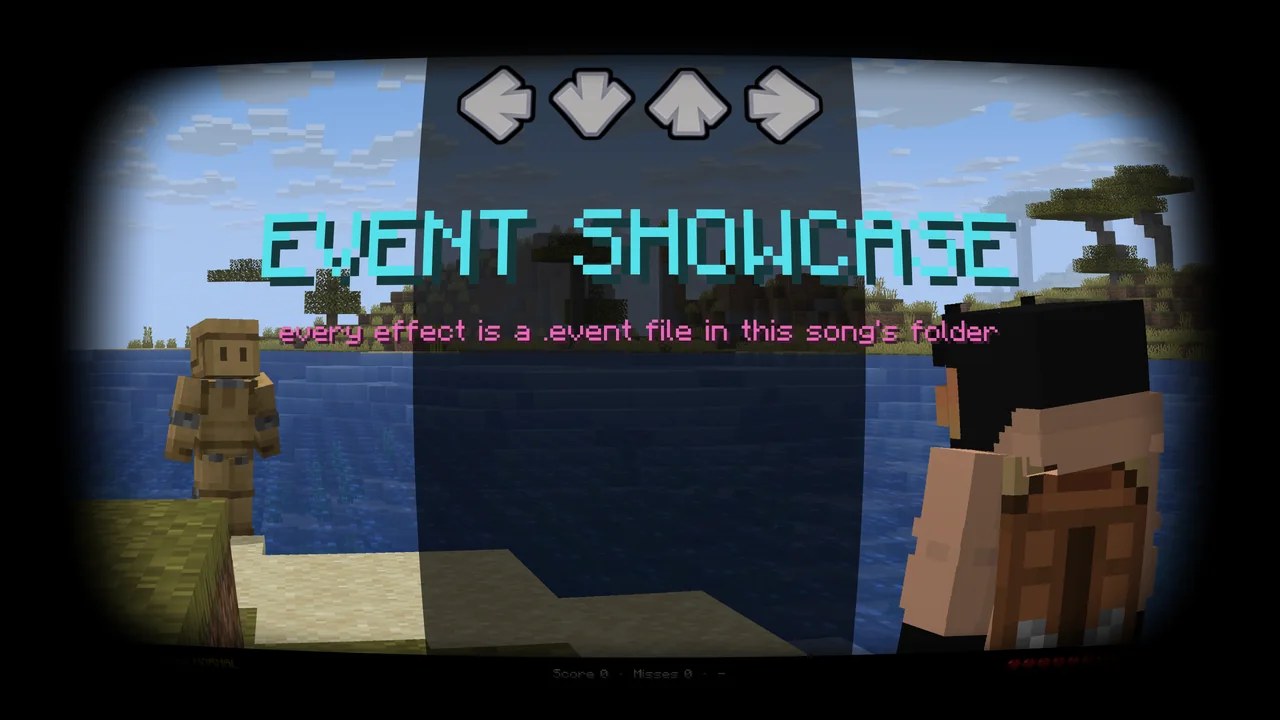 EVENT SHOWCASE
every effect is a .event file in this song's folder
Score 0 · Misses 0 · -